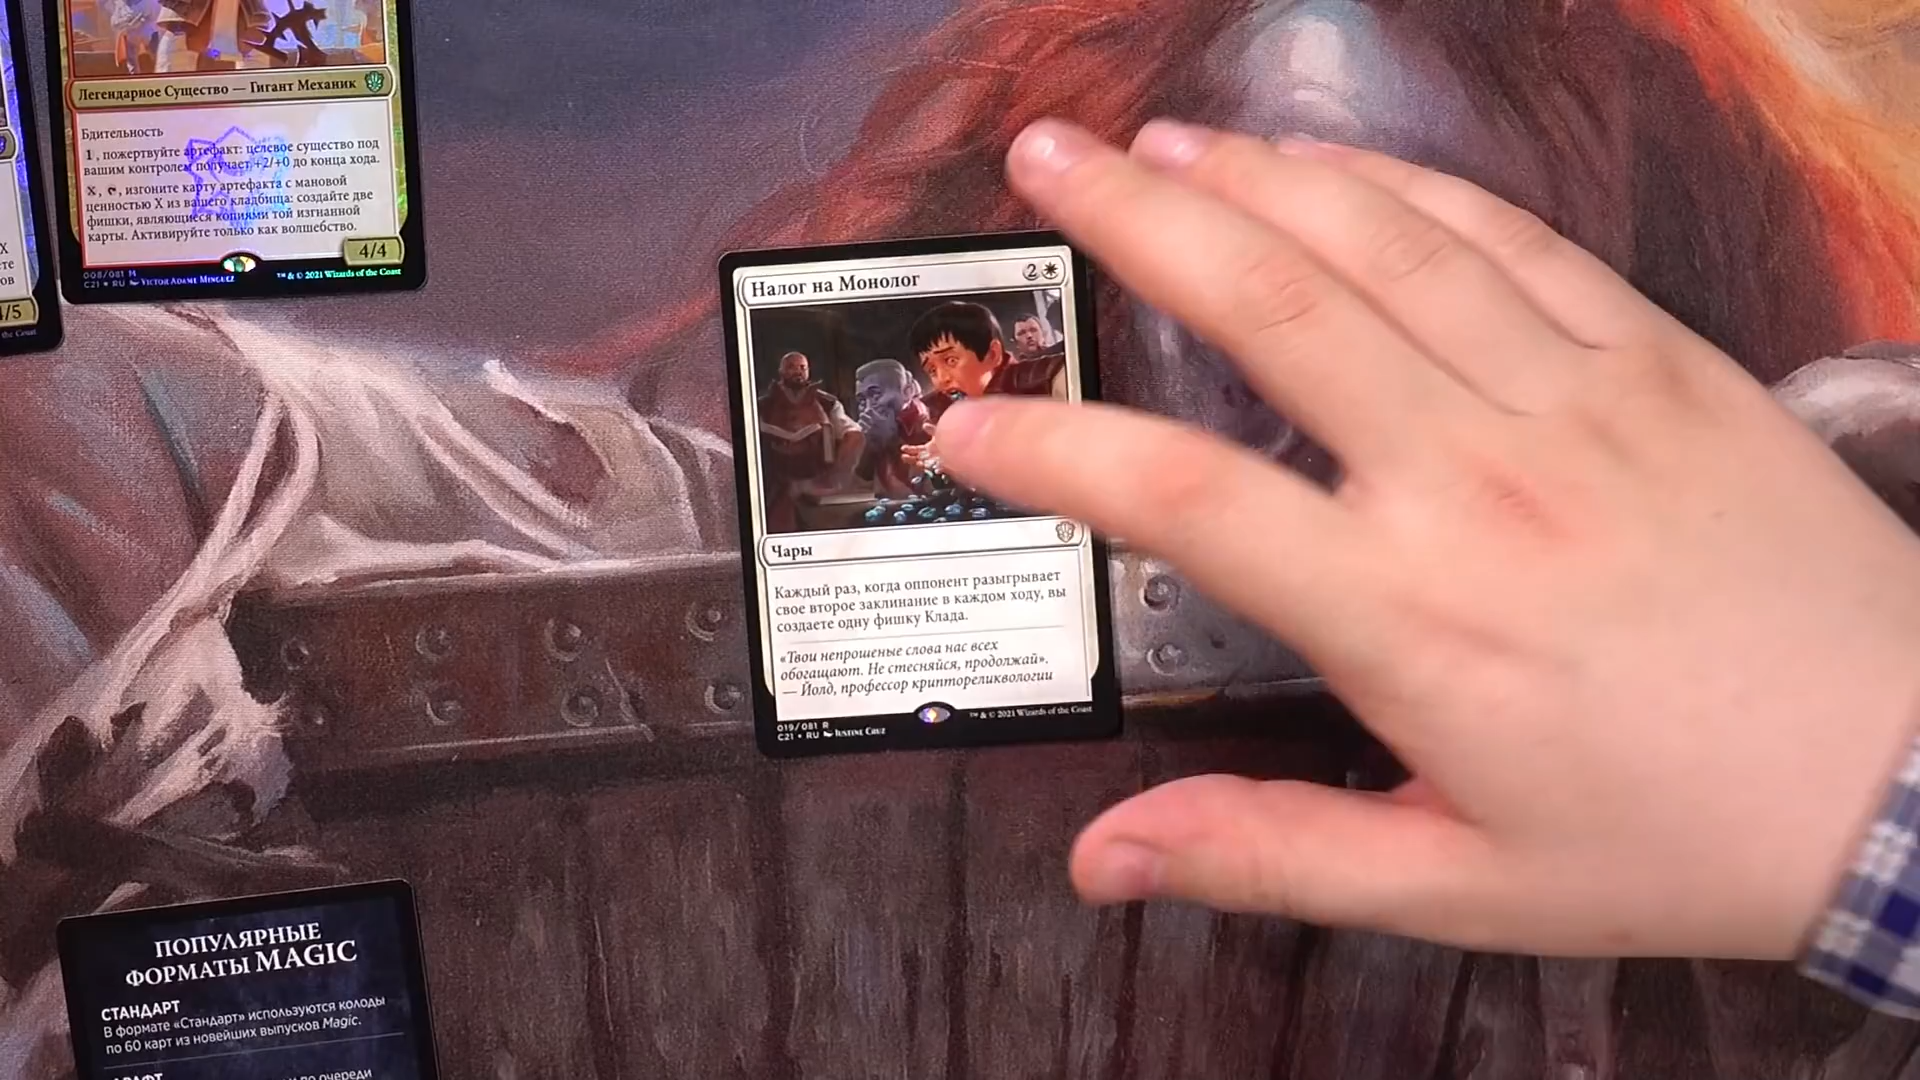 Легендарное Существо — Гигант Механик
Бдительность
1, пожертвуйте артефакт: целевое существо под
вашим контролем получает +2/+0 до конца хода.
X, изгоните карту артефакта с мановой
ценностью X из вашего кладбища: создайте две
фишки, являющиеся копиями той изгнанной
карты. Активируйте только как волшебство.
4/4
008/081 M
C21 • RU VICTOR ADAME MINGUEZ
™ & © 2021 Wizards of the Coast
X
/5
the Coast
Налог на Монолог
2
Чары
Каждый раз, когда оппонент разыгрывает
свое второе заклинание в каждом ходу, вы
создаете одну фишку Клада.
«Твои непрошеные слова нас всех
обогащают. Не стесняйся, продолжай».
— Йолд, профессор криптореликвологии
019/081 R
C21 • RU JUSTINE CRUZ
™ & © 2021 Wizards of the Coast
ПОПУЛЯРНЫЕ
ФОРМАТЫ MAGIC
СТАНДАРТ
В формате «Стандарт» используются колоды
по 60 карт из новейших выпусков Magic.
по очереди